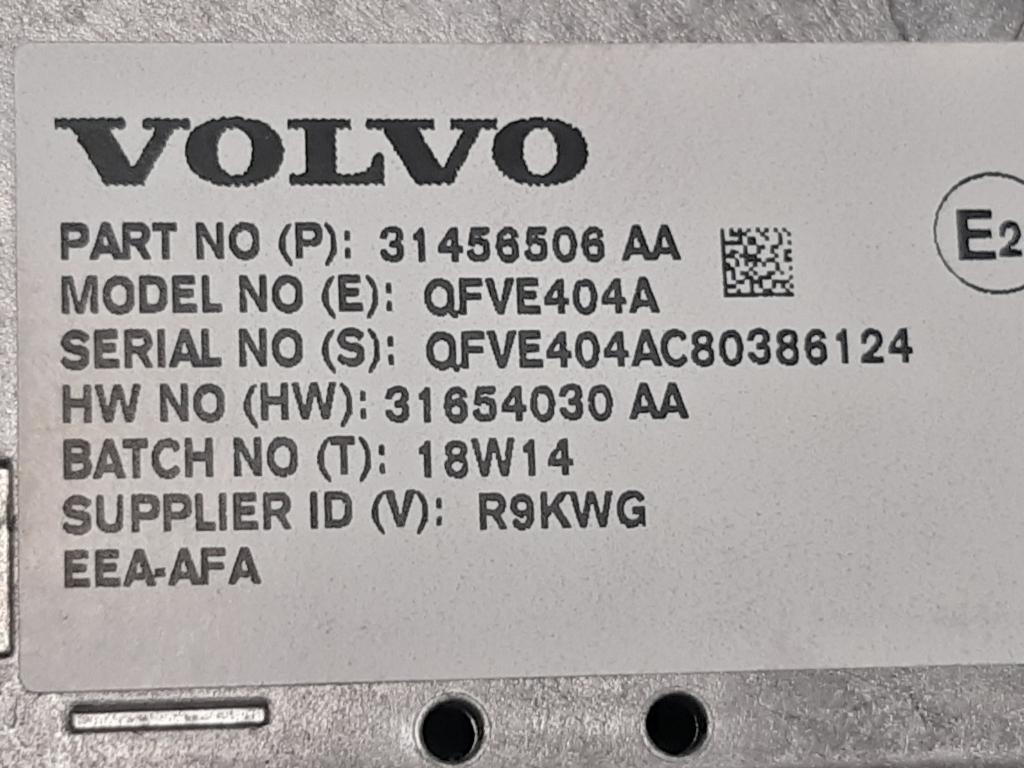 VOLVO
PART NO (P): 31456506 AA
MODEL NO (E): QFVE404A
SERIAL NO (S): QFVE404AC80386124
HW NO (HW): 31654030 AA
BATCH NO (T): 18W14
SUPPLIER ID (V): R9KWG
EEA-AFA
E2